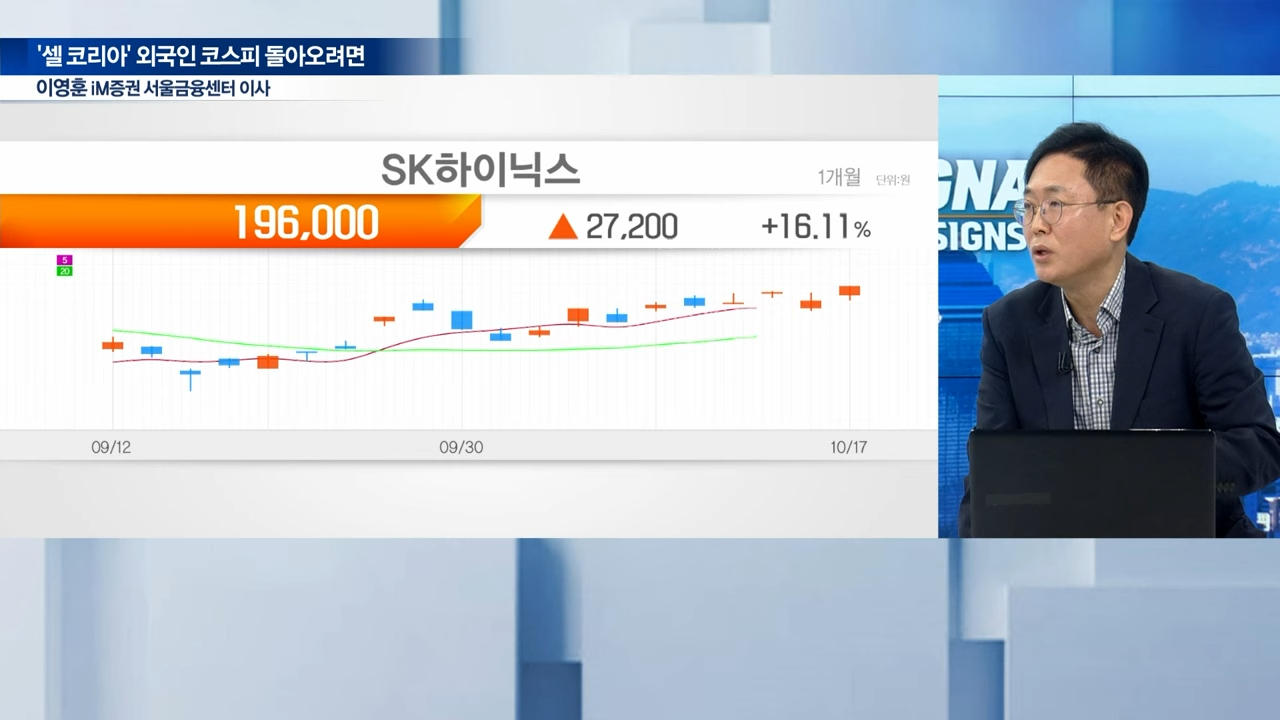 '셀 코리아' 외국인 코스피 돌아오려면
이영훈 iM증권 서울금융센터 이사
SK하이닉스
1개월 단위:원
196,000 ▲ 27,200 +16.11%
5
20
09/12 09/30 10/17
GNA
SIGNS